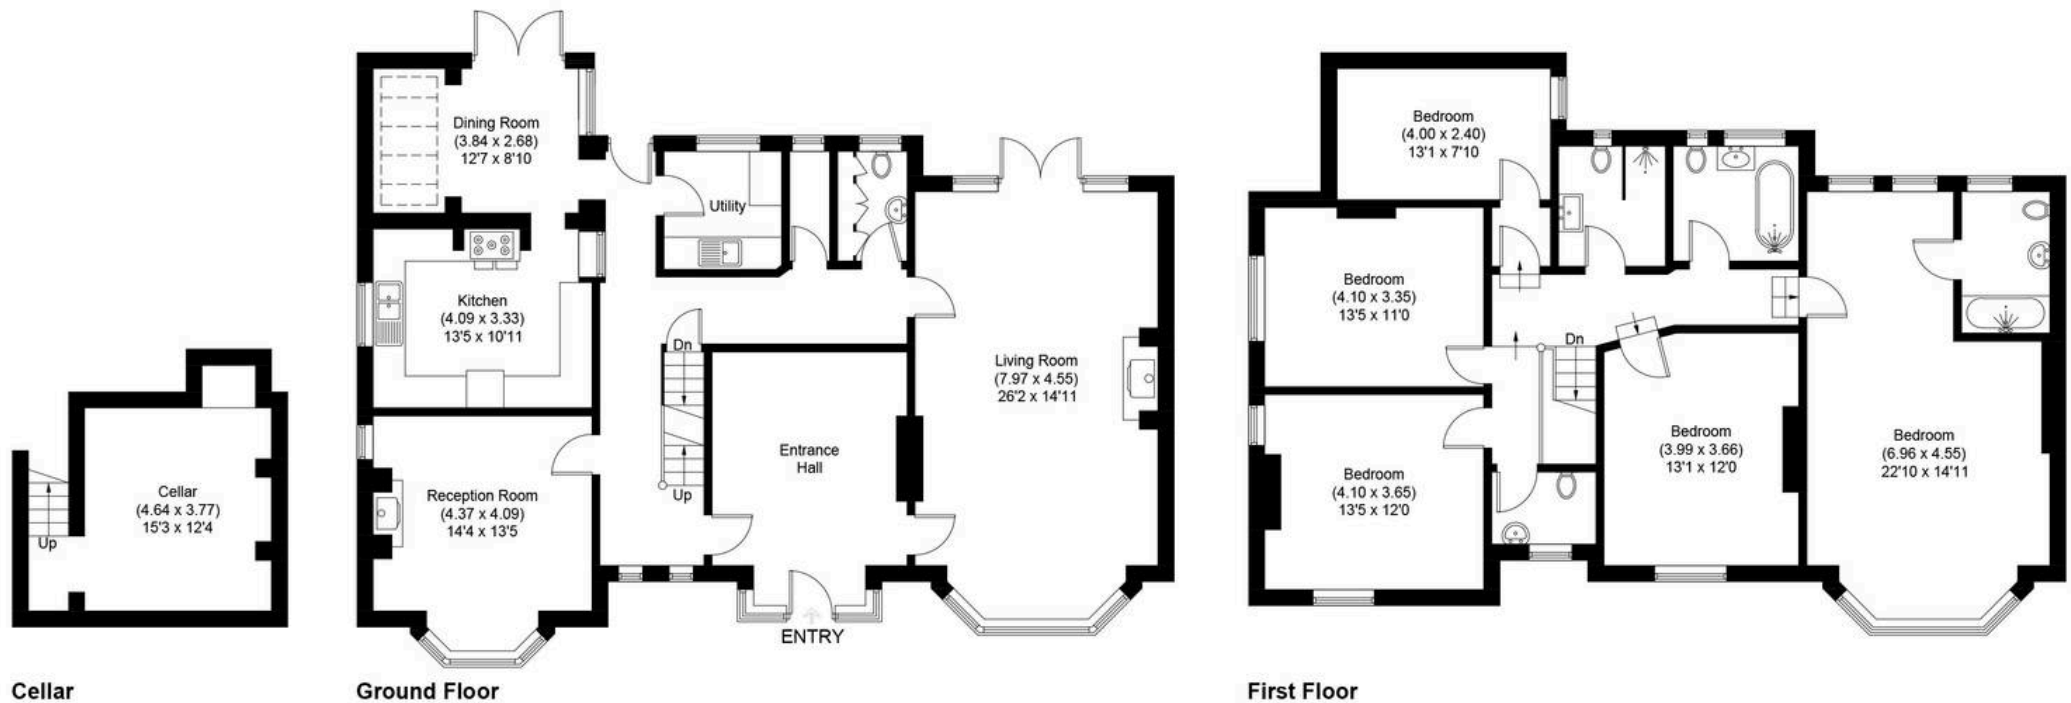 Cellar
(4.64 x 3.77)
15'3 x 12'4
Up
Cellar
Dining Room
(3.84 x 2.68)
12'7 x 8'10
Utility
Kitchen
(4.09 x 3.33)
13'5 x 10'11
Dn
Up
Reception Room
(4.37 x 4.09)
14'4 x 13'5
Entrance
Hall
Living Room
(7.97 x 4.55)
26'2 x 14'11
ENTRY
Ground Floor
Bedroom
(4.00 x 2.40)
13'1 x 7'10
Bedroom
(4.10 x 3.35)
13'5 x 11'0
Dn
Bedroom
(4.10 x 3.65)
13'5 x 12'0
Bedroom
(3.99 x 3.66)
13'1 x 12'0
Bedroom
(6.96 x 4.55)
22'10 x 14'11
First Floor